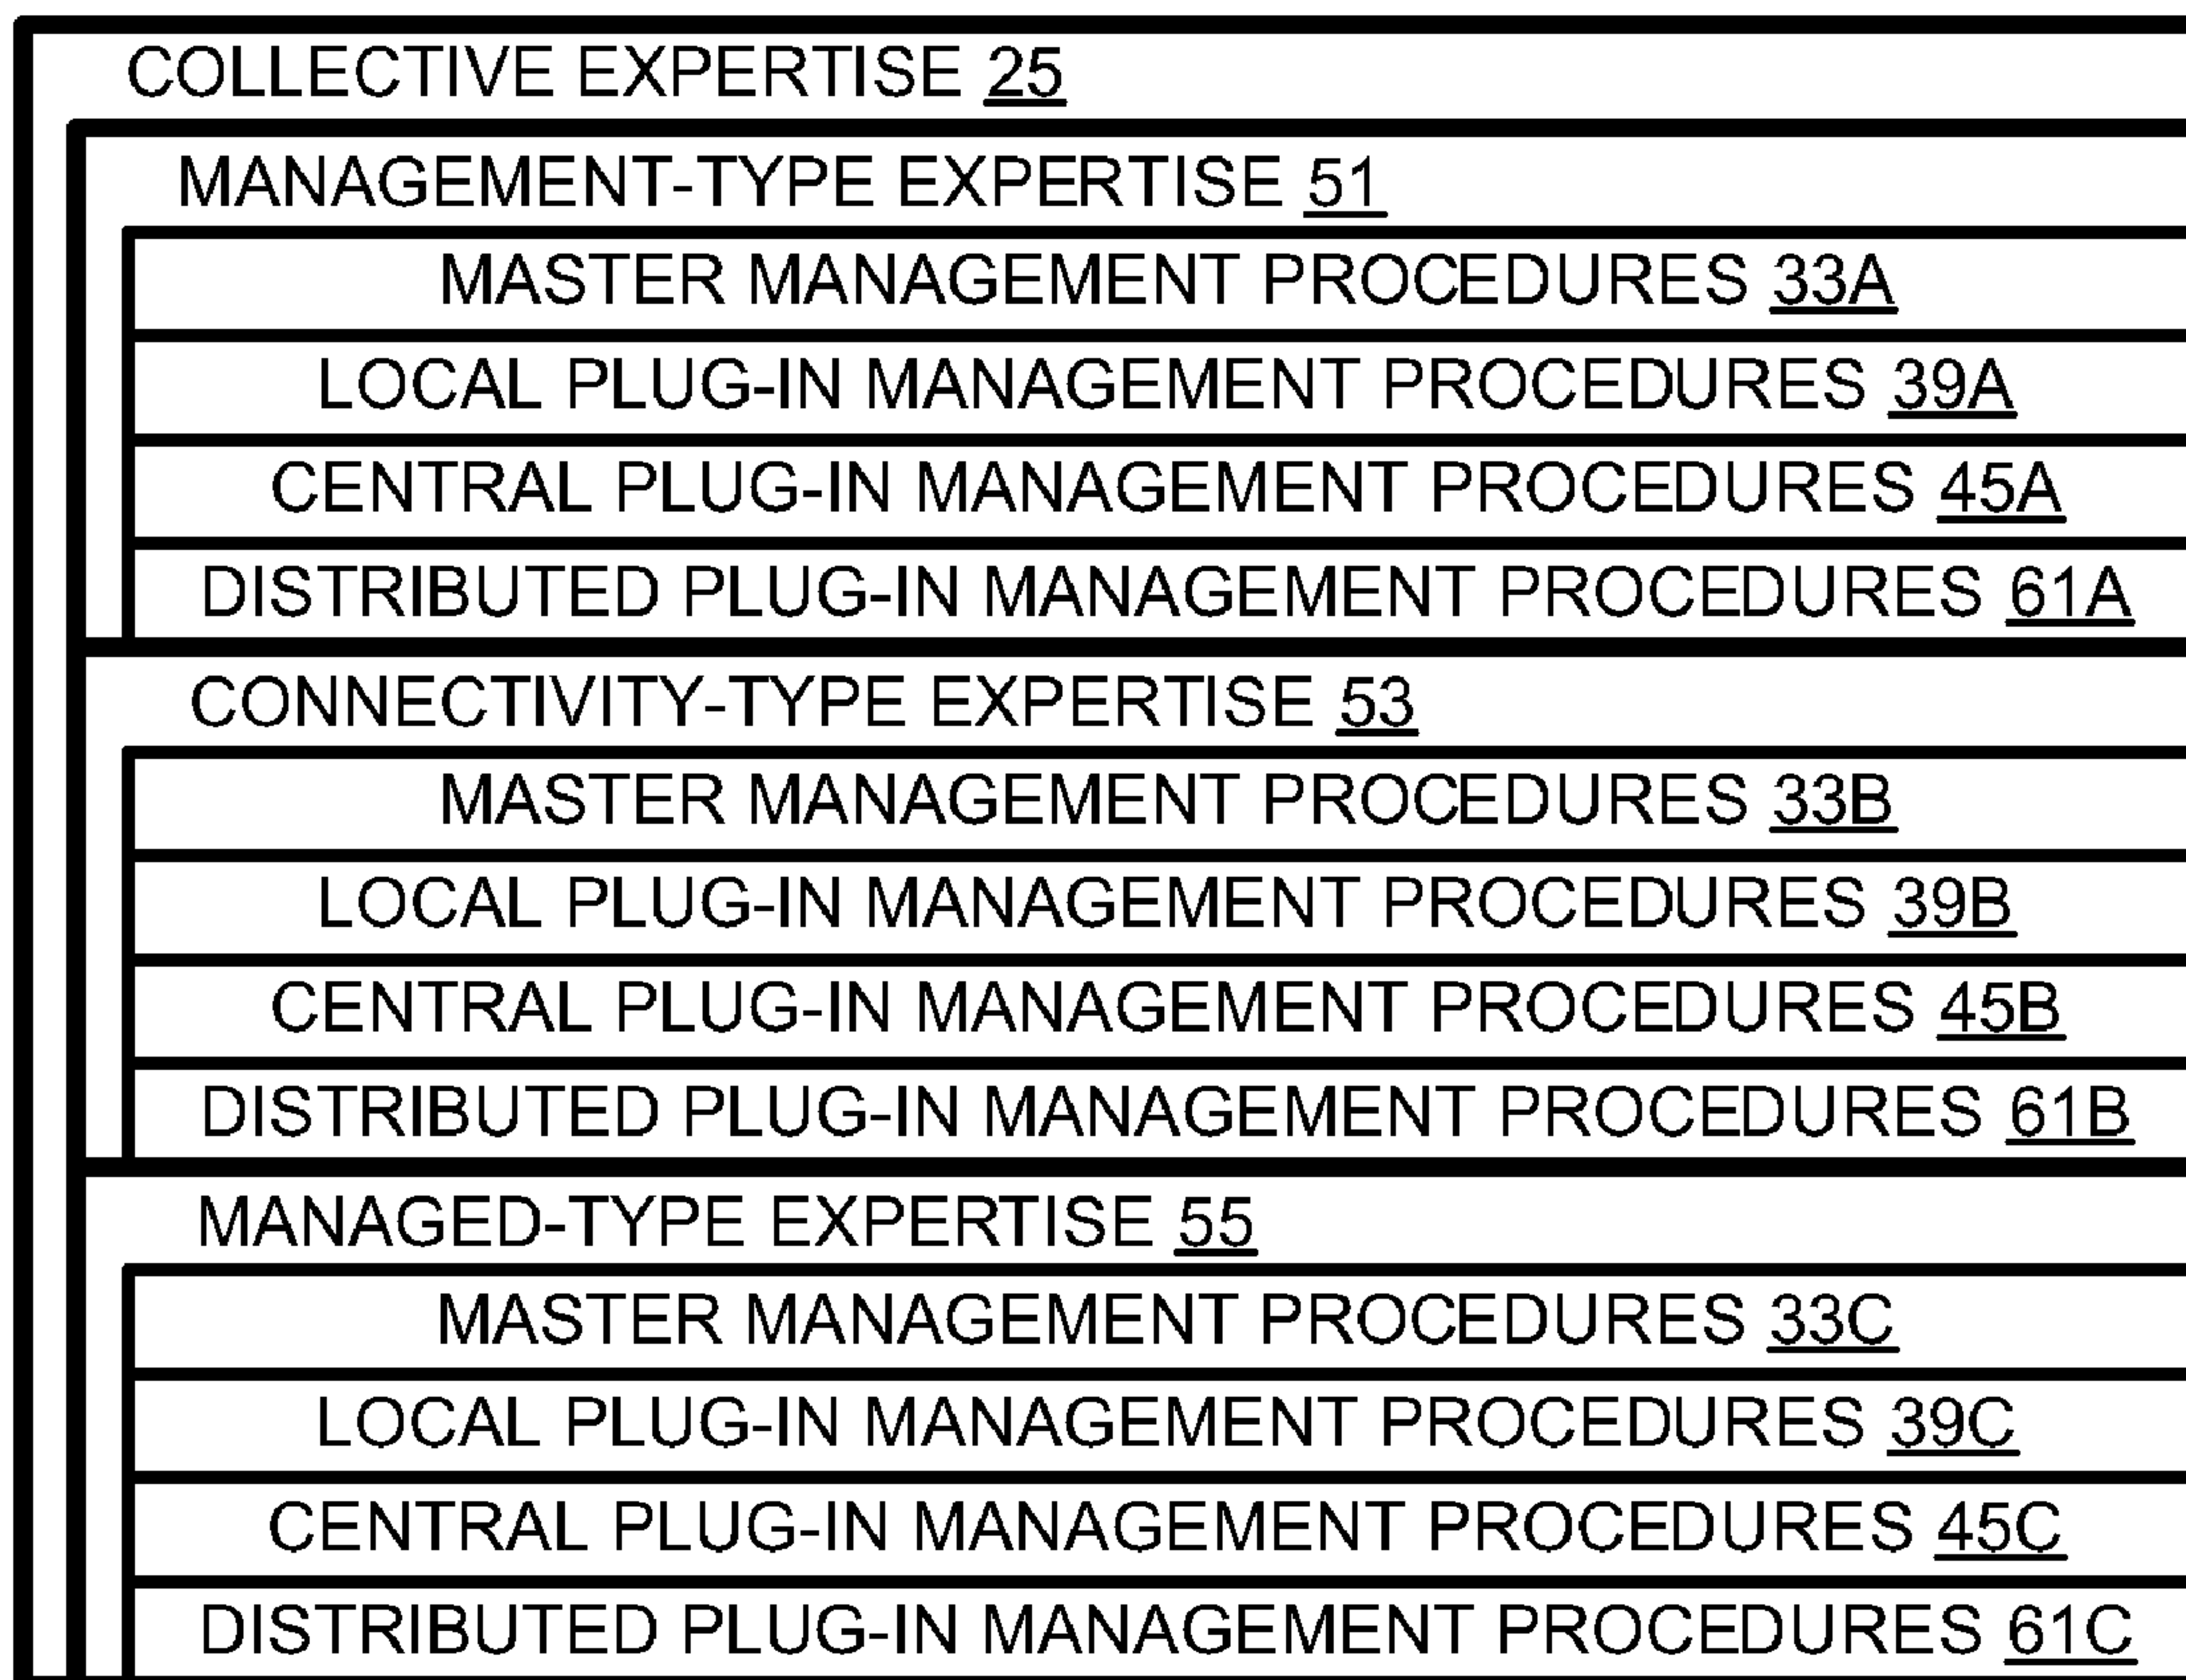 COLLECTIVE EXPERTISE 25
MANAGEMENT-TYPE EXPERTISE 51
MASTER MANAGEMENT PROCEDURES 33A
LOCAL PLUG-IN MANAGEMENT PROCEDURES 39A
CENTRAL PLUG-IN MANAGEMENT PROCEDURES 45A
DISTRIBUTED PLUG-IN MANAGEMENT PROCEDURES 61A
CONNECTIVITY-TYPE EXPERTISE 53
MASTER MANAGEMENT PROCEDURES 33B
LOCAL PLUG-IN MANAGEMENT PROCEDURES 39B
CENTRAL PLUG-IN MANAGEMENT PROCEDURES 45B
DISTRIBUTED PLUG-IN MANAGEMENT PROCEDURES 61B
MANAGED-TYPE EXPERTISE 55
MASTER MANAGEMENT PROCEDURES 33C
LOCAL PLUG-IN MANAGEMENT PROCEDURES 39C
CENTRAL PLUG-IN MANAGEMENT PROCEDURES 45C
DISTRIBUTED PLUG-IN MANAGEMENT PROCEDURES 61C